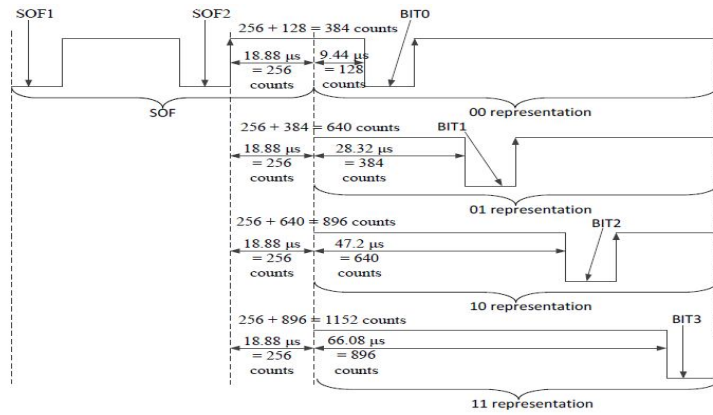 SOF1
SOF2
256 + 128 = 384 counts
BIT0
18.88 µs
= 256
counts
9.44 µs
= 128
counts
SOF
00 representation
256 + 384 = 640 counts
BIT1
18.88 µs
= 256
counts
28.32 µs
= 384
counts
01 representation
256 + 640 = 896 counts
BIT2
18.88 µs
= 256
counts
47.2 µs
= 640
counts
10 representation
256 + 896 = 1152 counts
BIT3
18.88 µs
= 256
counts
66.08 µs
= 896
counts
11 representation